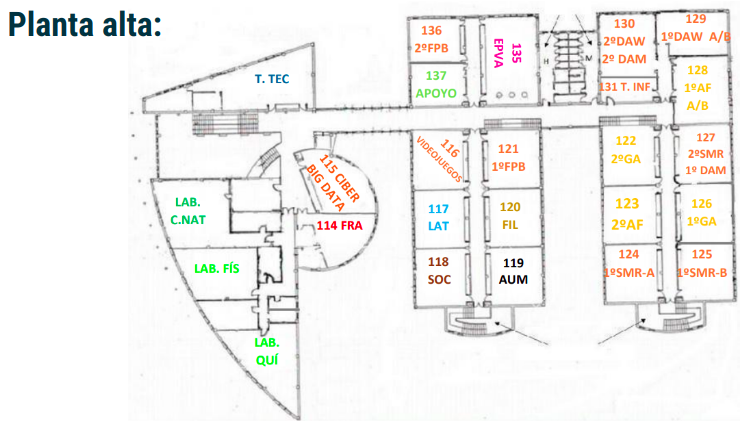 Planta alta:
T. TEC
136
2ºFPB
137
APOYO
135
EPVA
H
M
130
2ºDAW
2º DAM
131 T. INF
129
1ºDAW A/B
128
1ºAF
A/B
115 CIBER
BIG DATA
114 FRA
LAB.
C.NAT
LAB. FÍS
LAB.
QUÍ
116
VIDEOJUEGOS
121
1ºFPB
117
LAT
120
FIL
118
SOC
119
AUM
122
2ºGA
127
2ºSMR
1º DAM
123
2ºAF
126
1ºGA
124
1ºSMR-A
125
1ºSMR-B